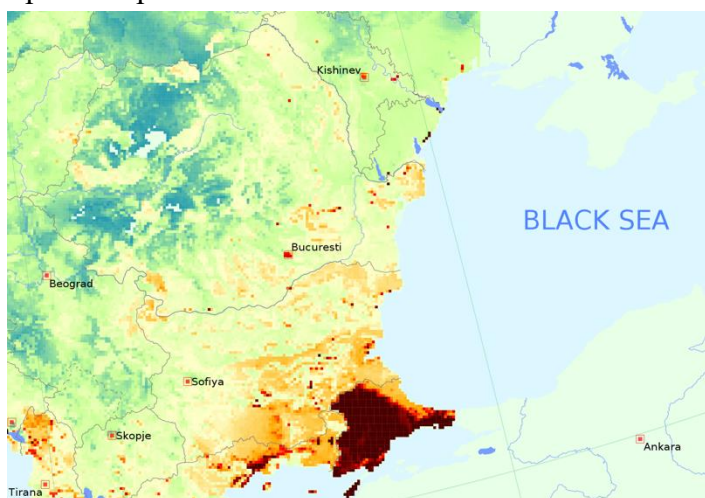 Kishinev
BLACK SEA
Bucuresti
Beograd
Sofiya
Skopje
Ankara
Tirana